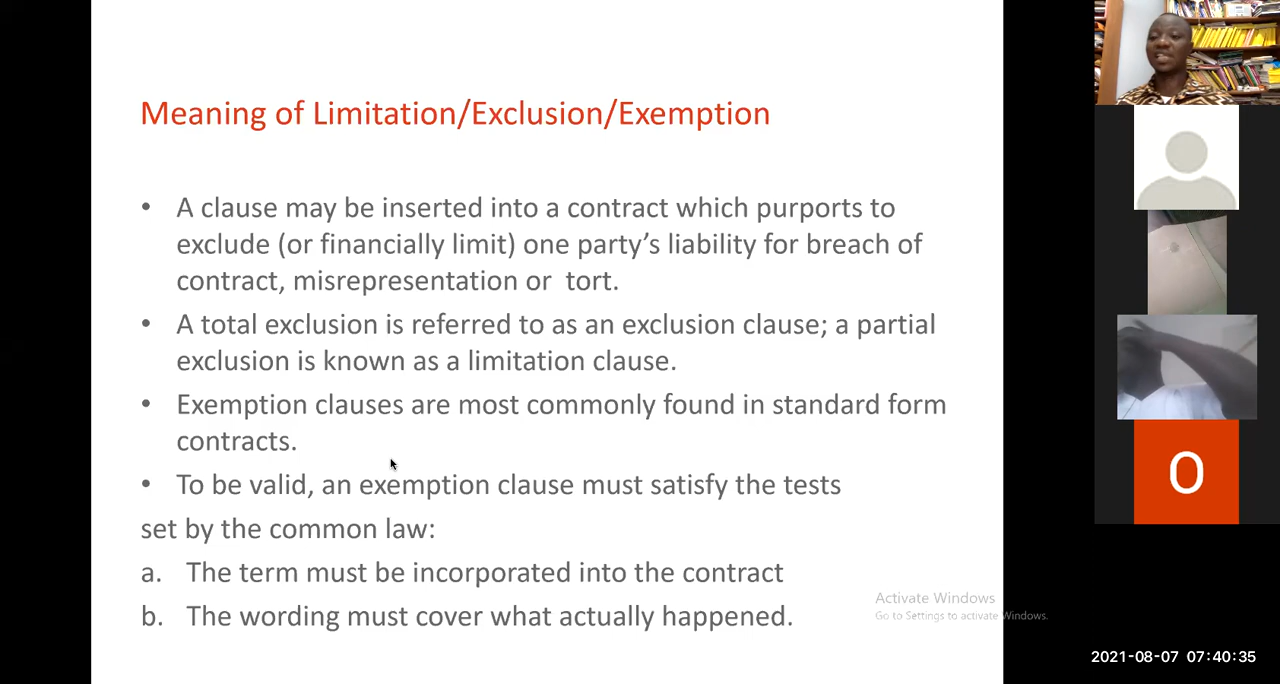 Meaning of Limitation/Exclusion/Exemption
• A clause may be inserted into a contract which purports to
exclude (or financially limit) one party’s liability for breach of
contract, misrepresentation or  tort.
• A total exclusion is referred to as an exclusion clause; a partial
exclusion is known as a limitation clause.
• Exemption clauses are most commonly found in standard form
contracts.
• To be valid, an exemption clause must satisfy the tests
set by the common law:
a. The term must be incorporated into the contract
b. The wording must cover what actually happened.
Activate Windows
Go to Settings to activate Windows.
O
2021-08-07 07:40:35